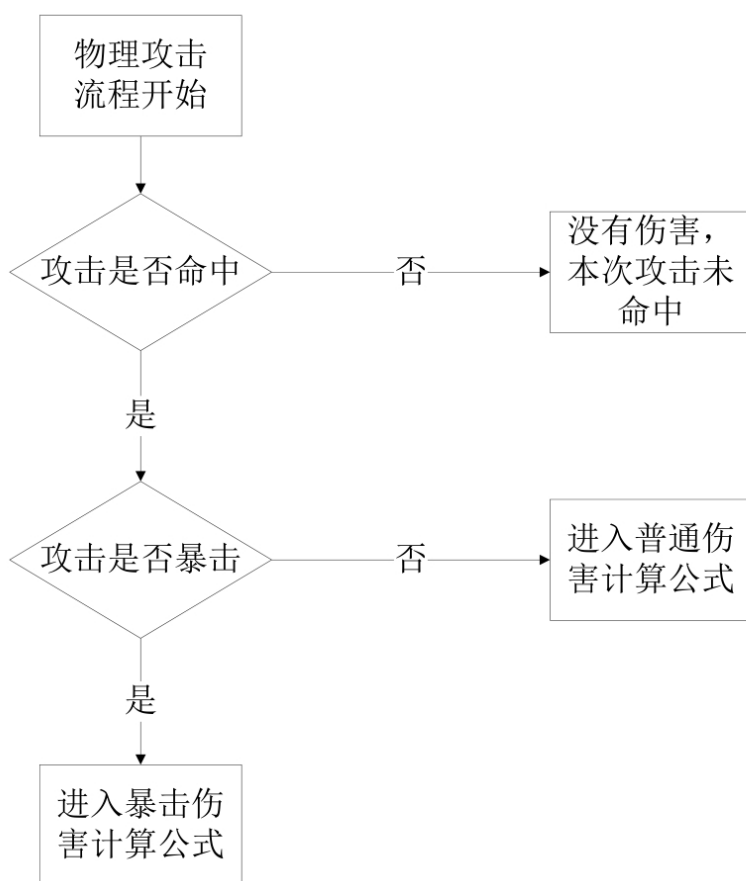 物理攻击
流程开始
攻击是否命中
否
没有伤害，
本次攻击未
命中
是
攻击是否暴击
否
进入普通伤
害计算公式
是
进入暴击伤
害计算公式